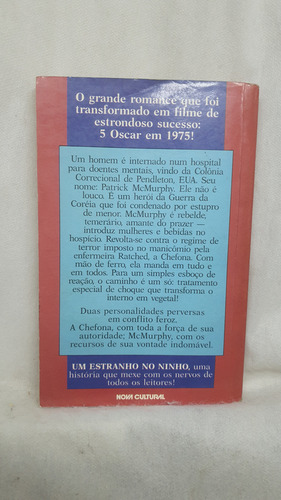 O grande romance que foi
transformado em filme de
estrondoso sucesso:
5 Oscar em 1975!
Um homem é internado num hospital
para doentes mentais, vindo da Colônia
Correcional de Pendleton, EUA. Seu
nome: Patrick McMurphy. Ele não é
louco. É um herói da Guerra da
Coréia que foi condenado por estupro
de menor. McMurphy é rebelde,
temerário, amante do prazer —
introduz mulheres e bebidas no
hospício. Revolta-se contra o regime de
terror imposto no manicômio pela
enfermeira Ratched, a Chefona. Com
mão de ferro, ela manda em tudo e
em todos. Para um simples esboço de
reação, o caminho é um só: tratamento
especial de choque que transforma o
interno em vegetal!
Duas personalidades perversas
em conflito feroz.
A Chefona, com toda a força de sua
autoridade; McMurphy, com os
recursos de sua vontade indomável.
UM ESTRANHO NO NINHO, uma
história que mexe com os nervos de
todos os leitores!
NOVA CULTURAL